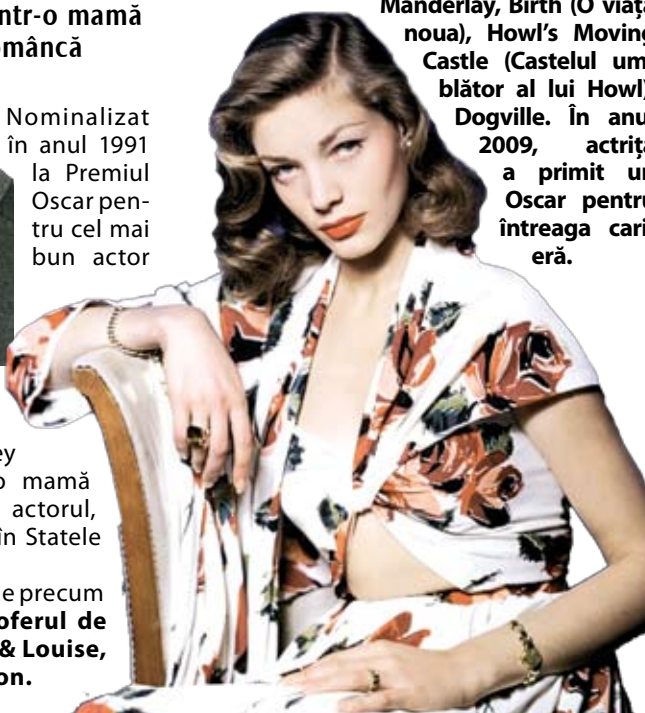 ntr-o mamă
omâncă
Nominalizat
în anul 1991
la Premiul
Oscar pen-
tru cel mai
bun actor
ey
o mamă
actorul,
în Statele
e precum
oferul de
& Louise,
on.
Manderlay, Birth (O viață
noua), Howl's Moving
Castle (Castelul um-
blător al lui Howl),
Dogville. În anul
2009, actrița
a primit un
Oscar pentru
întreaga cari-
eră.